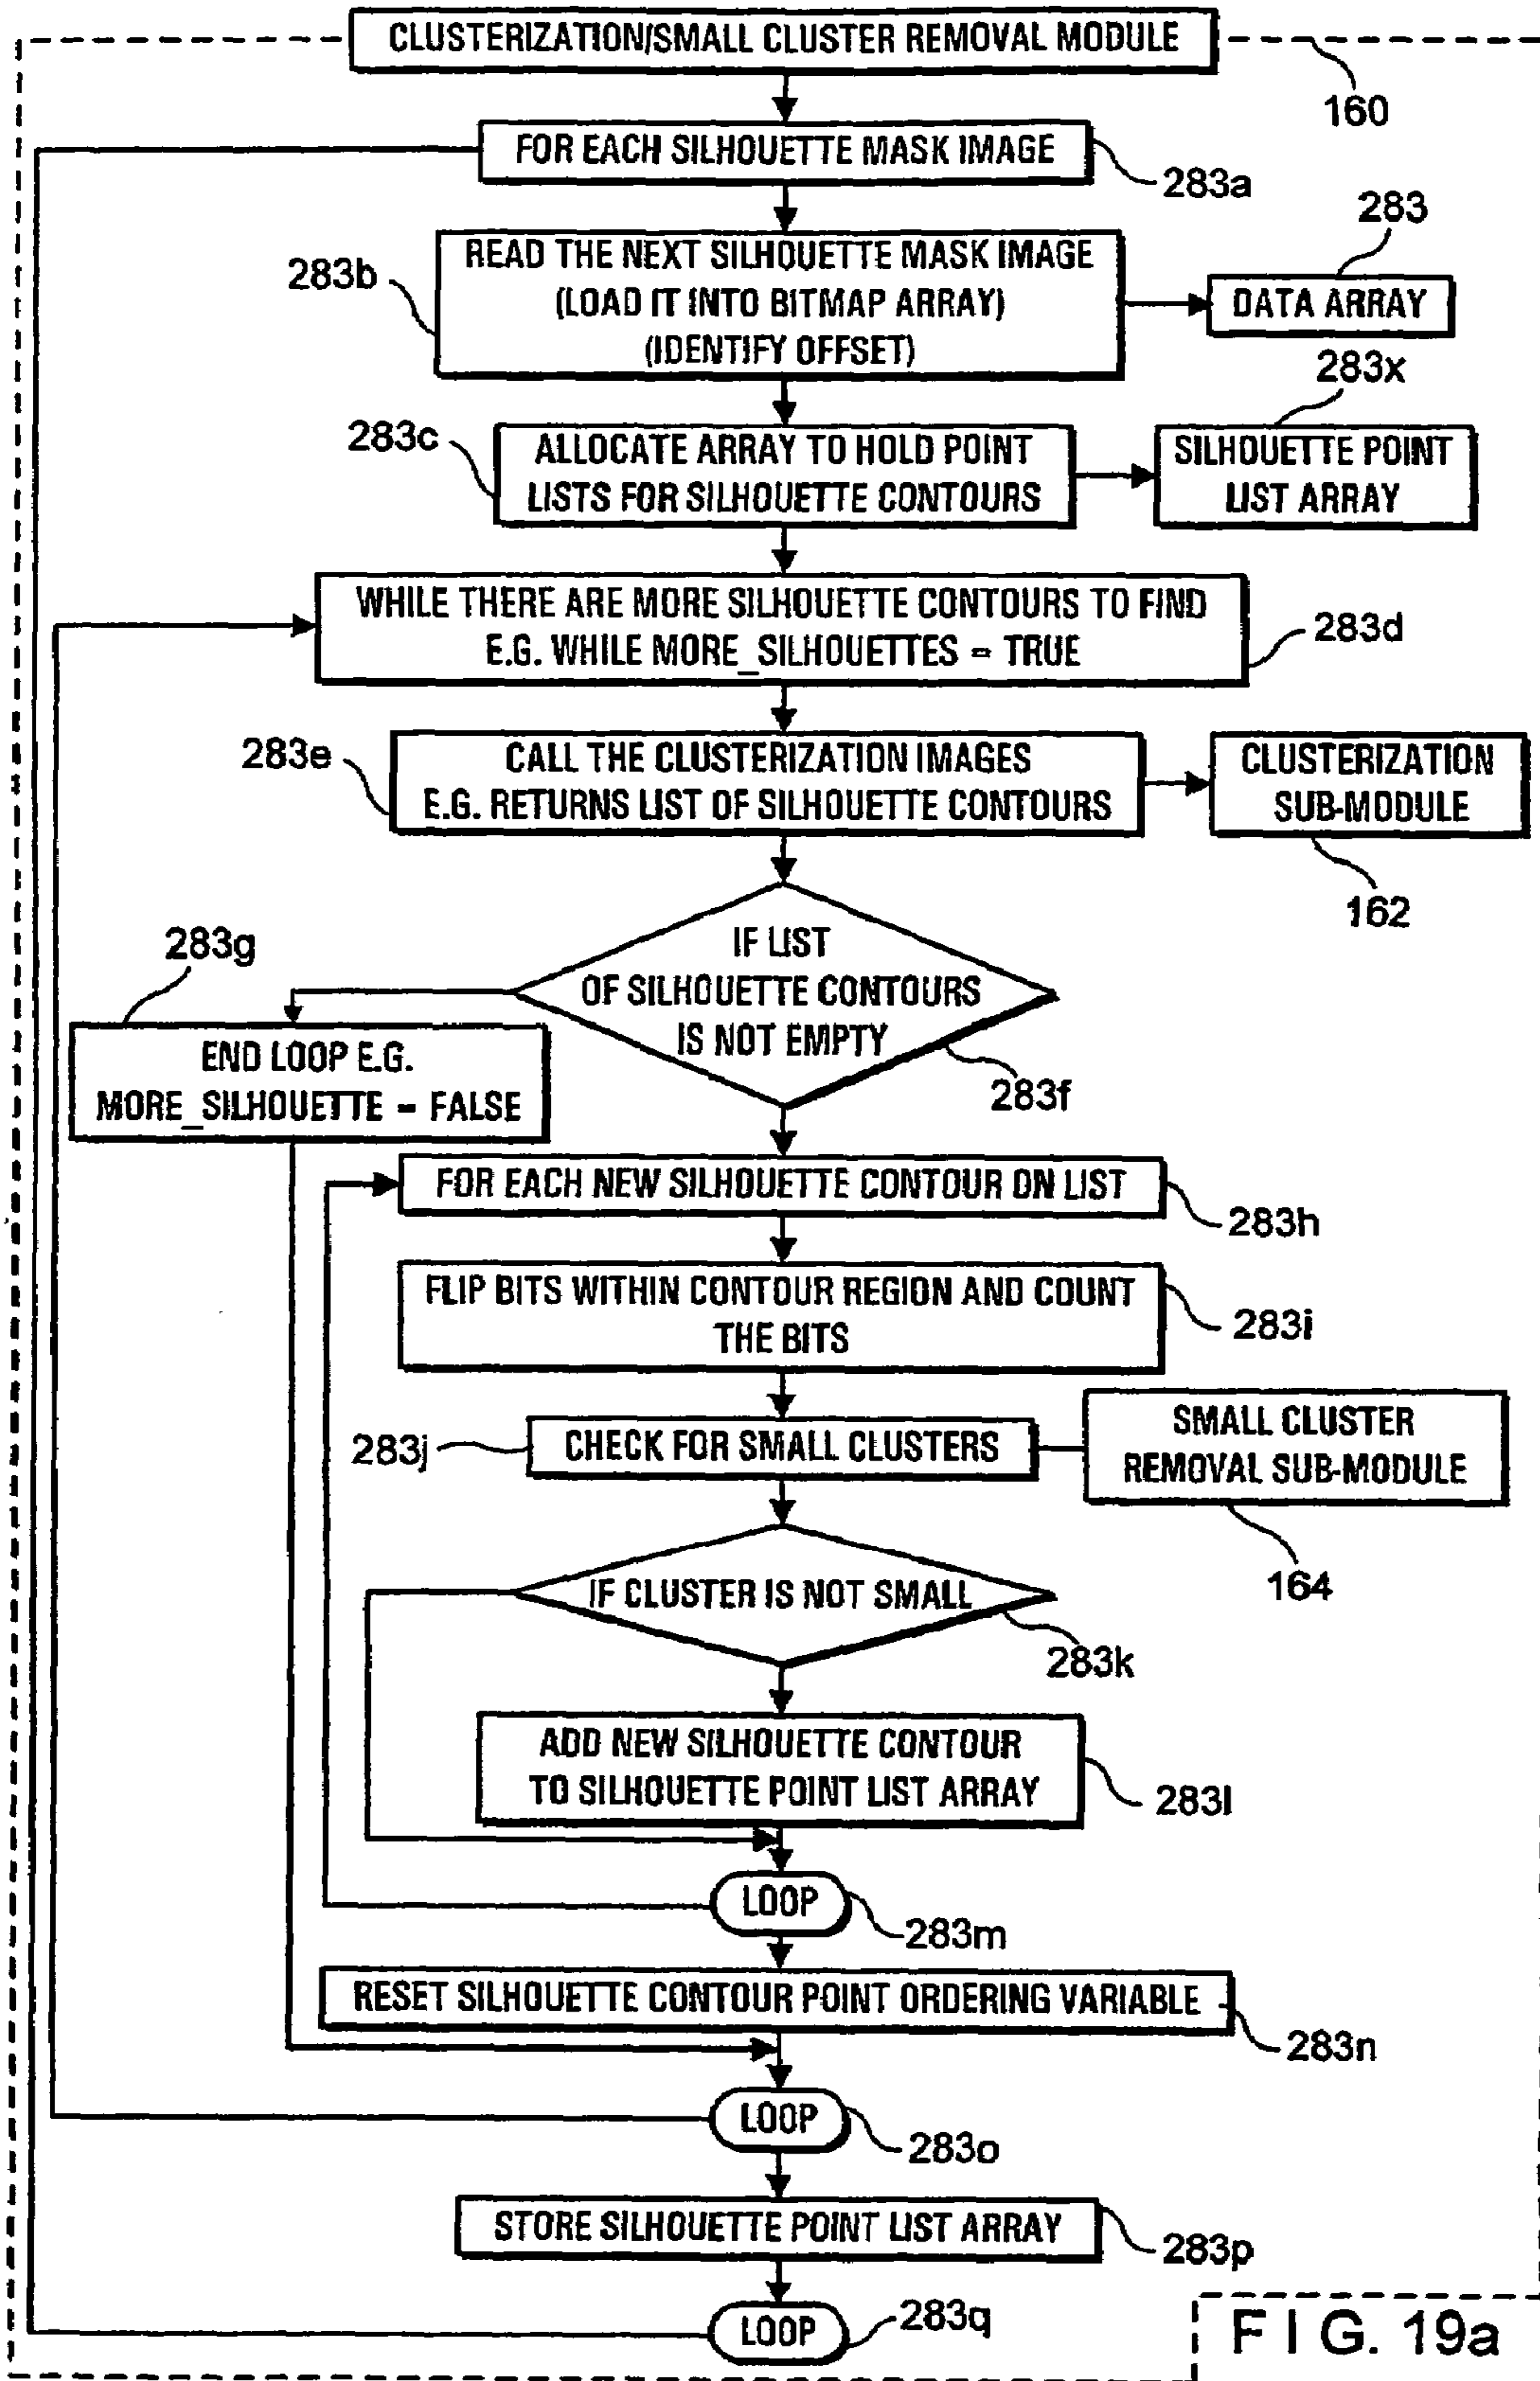 CLUSTERIZATION/SMALL CLUSTER REMOVAL MODULE
160
FOR EACH SILHOUETTE MASK IMAGE
283a
READ THE NEXT SILHOUETTE MASK IMAGE
(LOAD IT INTO BITMAP ARRAY)
(IDENTIFY OFFSET)
283b
283
DATA ARRAY
283x
283c
ALLOCATE ARRAY TO HOLD POINT
LISTS FOR SILHOUETTE CONTOURS
SILHOUETTE POINT
LIST ARRAY
WHILE THERE ARE MORE SILHOUETTE CONTOURS TO FIND
E.G. WHILE MORE_SILHOUETTES = TRUE
283d
283e
CALL THE CLUSTERIZATION IMAGES
E.G. RETURNS LIST OF SILHOUETTE CONTOURS
CLUSTERIZATION
SUB-MODULE
162
IF LIST
OF SILHOUETTE CONTOURS
IS NOT EMPTY
283f
283g
END LOOP E.G.
MORE_SILHOUETTE = FALSE
FOR EACH NEW SILHOUETTE CONTOUR ON LIST
283h
FLIP BITS WITHIN CONTOUR REGION AND COUNT
THE BITS
283i
283j
CHECK FOR SMALL CLUSTERS
SMALL CLUSTER
REMOVAL SUB-MODULE
164
IF CLUSTER IS NOT SMALL
283k
ADD NEW SILHOUETTE CONTOUR
TO SILHOUETTE POINT LIST ARRAY
283l
LOOP
283m
RESET SILHOUETTE CONTOUR POINT ORDERING VARIABLE
283n
LOOP
283o
STORE SILHOUETTE POINT LIST ARRAY
283p
LOOP
283q
FIG. 19a